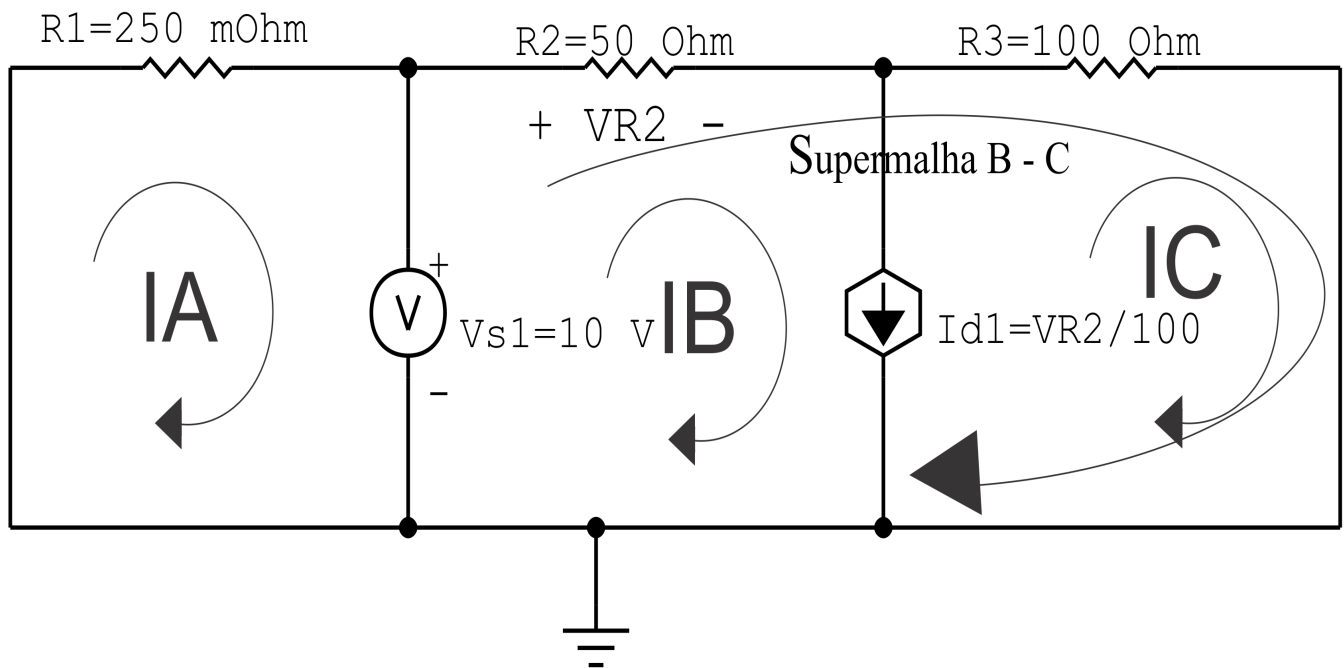 R1=250 mOhm
R2=50 Ohm
R3=100 Ohm
+ VR2 -
Supermalha B - C
IA
+
V
-
Vs1=10 V
IB
IC
Id1=VR2/100